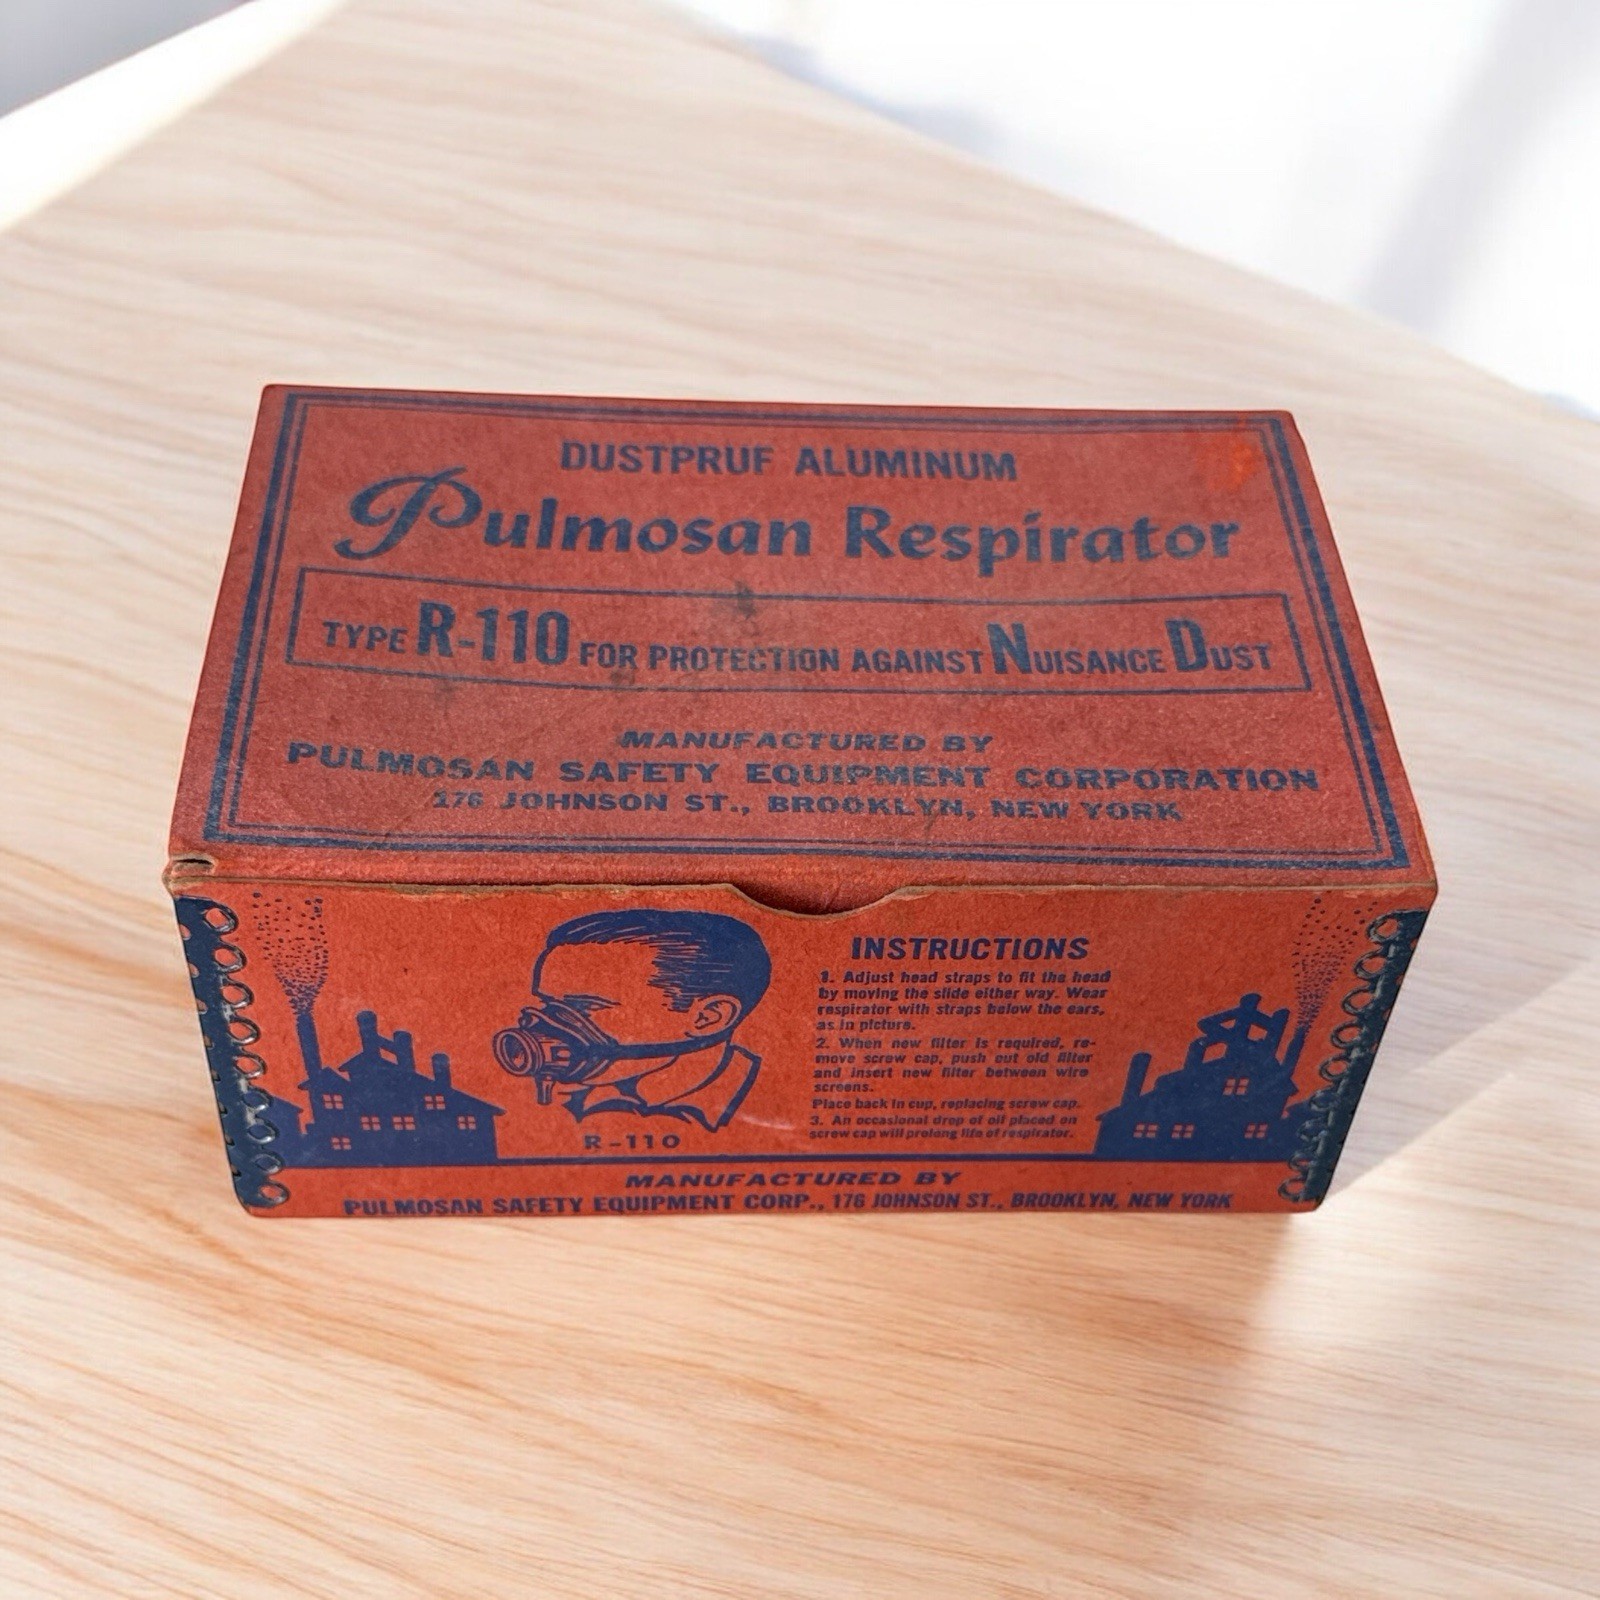 DUSTPRUF ALUMINUM
Pulmosan Respirator
TYPE R-110 FOR PROTECTION AGAINST NUISANCE DUST
MANUFACTURED BY
PULMOSAN SAFETY EQUIPMENT CORPORATION
176 JOHNSON ST., BROOKLYN, NEW YORK
R-110
INSTRUCTIONS
1. Adjust head straps to fit the head
by moving the slide either way. Wear
respirator with straps below the ears,
as in picture.
2. When new filter is required, re-
move screw cap, push out old filter
and insert new filter between wire
screens.
Place back in cup, replacing screw cap.
3. An occasional drop of oil placed on
screw cap will prolong life of respirator.
MANUFACTURED BY
PULMOSAN SAFETY EQUIPMENT CORP., 176 JOHNSON ST., BROOKLYN, NEW YORK